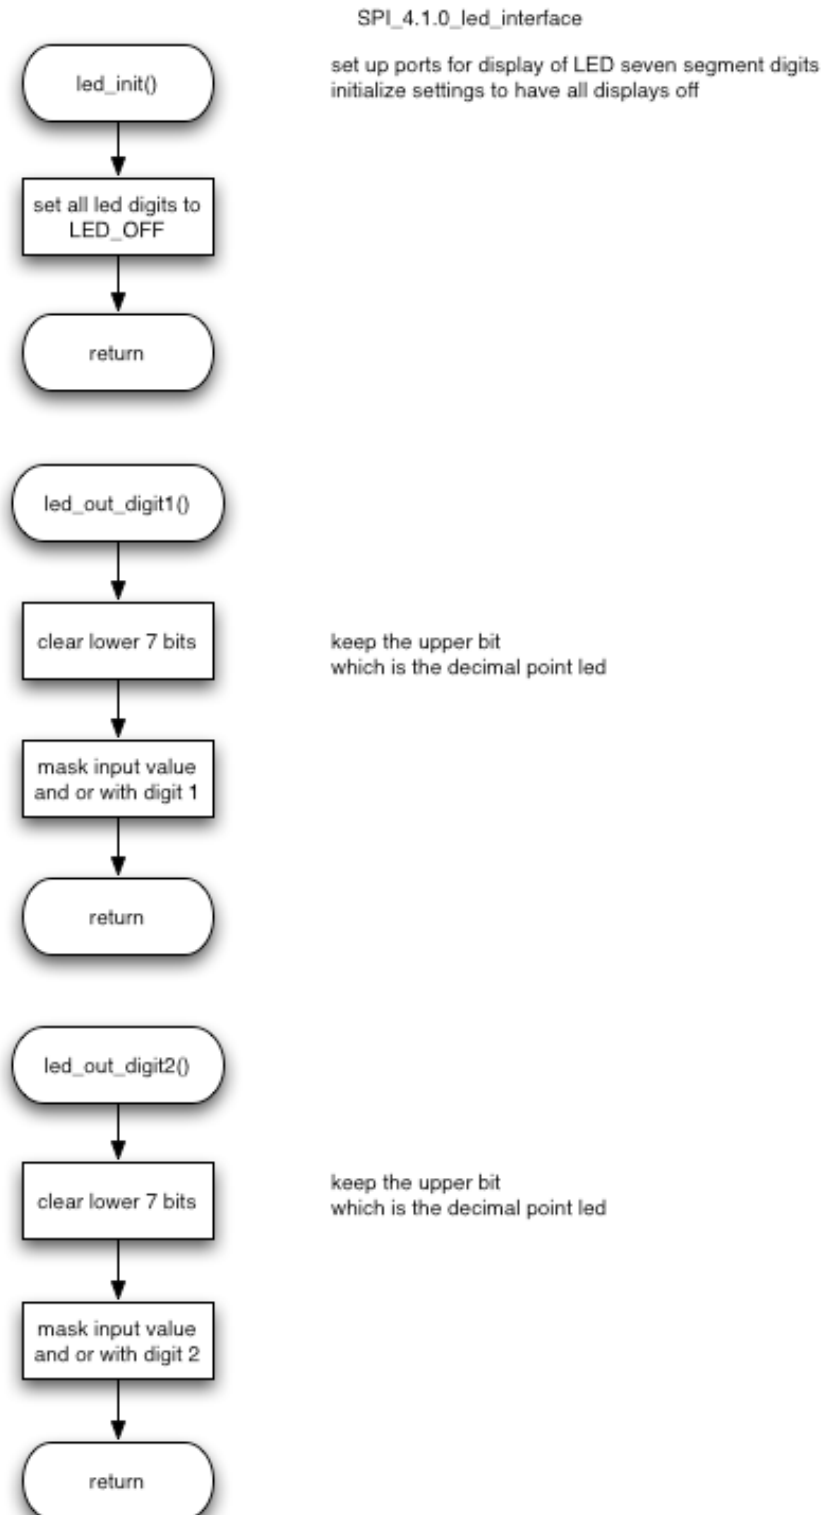 SPI_4.1.0_led_interface
led_init()
set up ports for display of LED seven segment digits
initialize settings to have all displays off
set all led digits to
LED_OFF
return
led_out_digit1()
clear lower 7 bits
keep the upper bit
which is the decimal point led
mask input value
and or with digit 1
return
led_out_digit2()
clear lower 7 bits
keep the upper bit
which is the decimal point led
mask input value
and or with digit 2
return